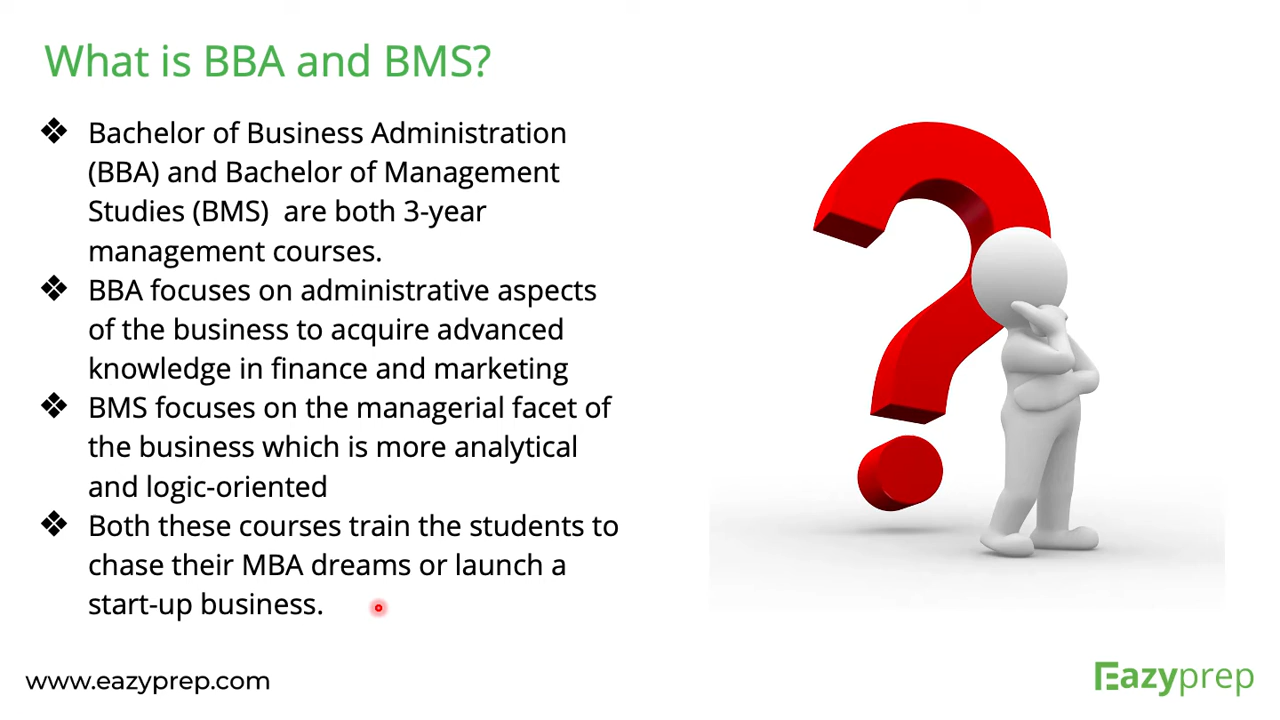 What is BBA and BMS?
❖ Bachelor of Business Administration
(BBA) and Bachelor of Management
Studies (BMS)  are both 3-year
management courses.
❖ BBA focuses on administrative aspects
of the business to acquire advanced
knowledge in finance and marketing
❖ BMS focuses on the managerial facet of
the business which is more analytical
and logic-oriented
❖ Both these courses train the students to
chase their MBA dreams or launch a
start-up business.
www.eazyprep.com
Eazyprep